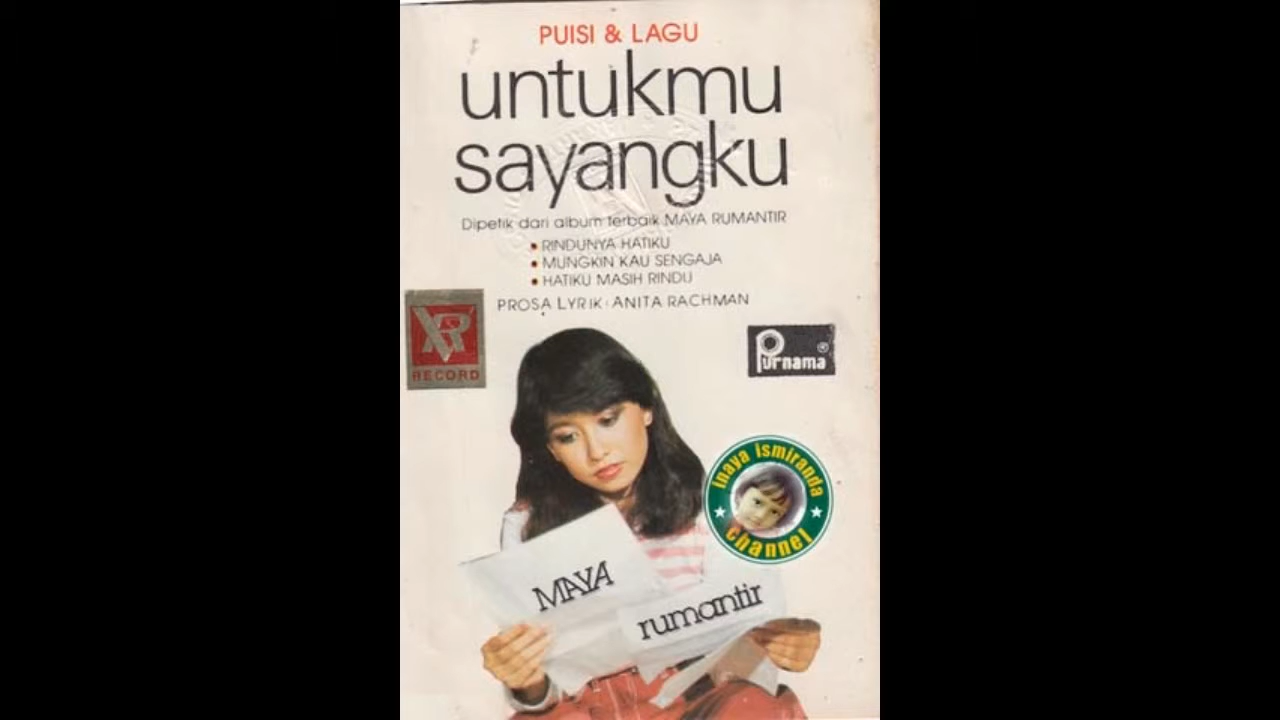 PUISI & LAGU
untukmu
sayangku
Dipetik dari album terbaik MAYA RUMANTIR
• RINDUNYA HATIKU
• MUNGKIN KAU SENGAJA
• HATIKU MASIH RINDU
PROSA LYRIK : ANITA RACHMAN
XR
RECORD
Purnama ®
inaya ismiranda
channel
MAYA
rumantir